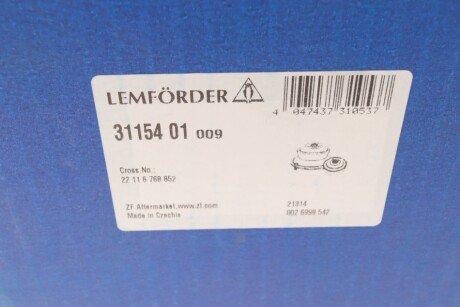 LEMFÖRDER
4 047437 310537
31154 01 009
Cross No.:
22 11 6 768 852
ZF Aftermarket, www.zf.com
Made in Czechia
21314
002 6998 547